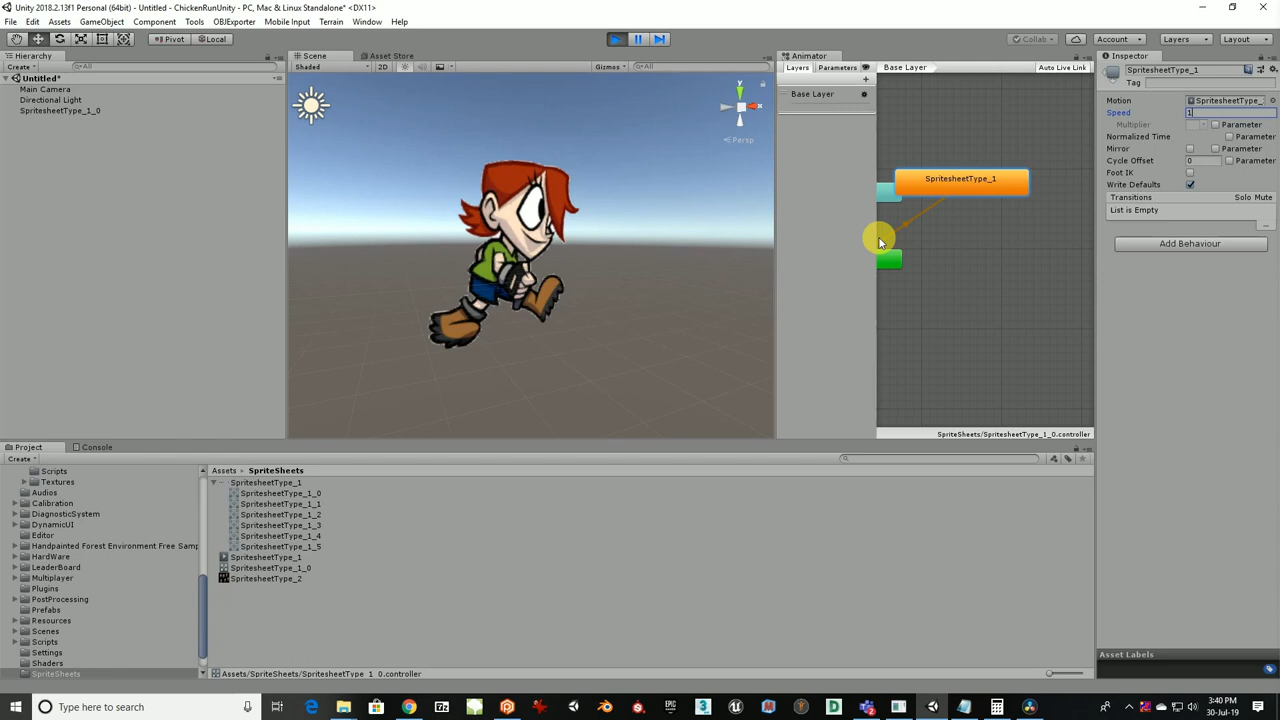 Unity 2018.2.13f1 Personal (64bit) - Untitled - ChickenRunUnity - PC, Mac & Linux Standalone* <DX11>
File Edit Assets GameObject Component Tools OBJExporter Mobile Input Terrain Window Help
Pivot Local Collab Account Layers Layout
Hierarchy
Create All
Untitled*
Main Camera
Directional Light
SpritesheetType_1_0
Scene Asset Store
Shaded 2D Gizmos All
y
x
Persp
Animator
Layers Parameters Base Layer Auto Live Link
Base Layer
SpritesheetType_1
SpriteSheets/SpritesheetType_1_0.controller
Inspector
SpritesheetType_1
Tag
Motion SpritesheetType_
Speed 1
Multiplier Parameter
Normalized Time Parameter
Mirror Parameter
Cycle Offset 0 Parameter
Foot IK
Write Defaults
Transitions Solo Mute
List is Empty
Add Behaviour
Asset Labels
Project Console
Create
Scripts
Textures
Audios
Calibration
DiagnosticSystem
DynamicUI
Editor
Handpainted Forest Environment Free Samp
HardWare
LeaderBoard
Multiplayer
Plugins
PostProcessing
Prefabs
Resources
Scenes
Scripts
Settings
Shaders
SpriteSheets
Assets SpriteSheets
SpritesheetType_1
SpritesheetType_1_0
SpritesheetType_1_1
SpritesheetType_1_2
SpritesheetType_1_3
SpritesheetType_1_4
SpritesheetType_1_5
SpritesheetType_1
SpritesheetType_1_0
SpritesheetType_2
Assets/SpriteSheets/SpritesheetType_1_0.controller
Type here to search
3:40 PM
30-Jul-19